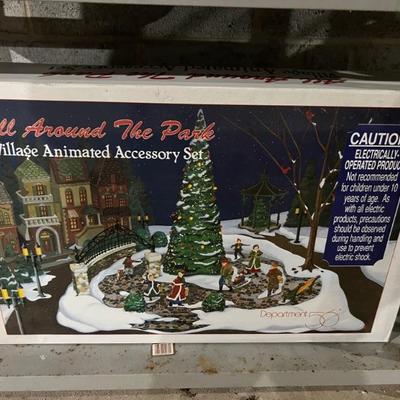 All Around The Park
Village Animated Accessory Set
CAUTION
ELECTRICALLY-
OPERATED PRODUCT
Not recommended
for children under 10
years of age. As
with all electric
products, precautions
should be observed
during handling and
use to prevent
electric shock.
Department 56